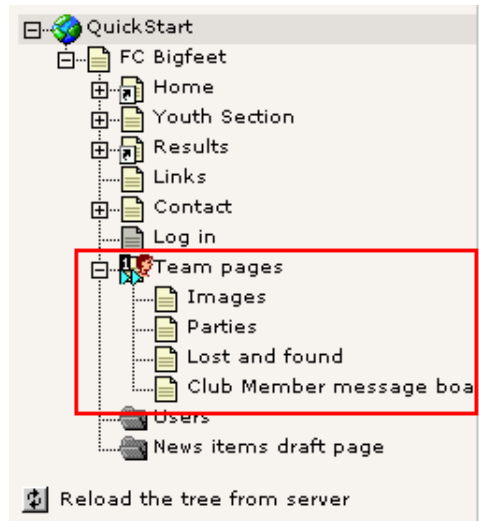 QuickStart
FC Bigfeet
Home
Youth Section
Results
Links
Contact
Log in
Team pages
Images
Parties
Lost and found
Club Member message boa
Users
News items draft page
Reload the tree from server